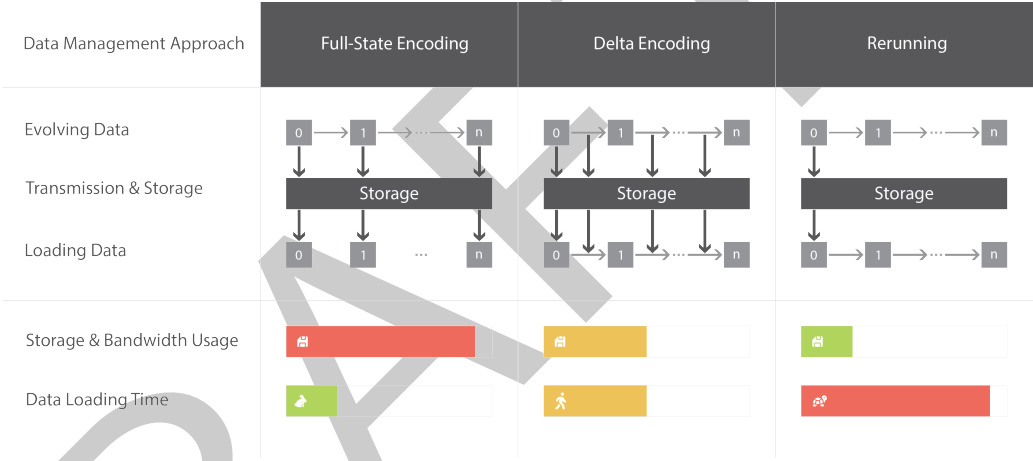 Data Management Approach Full-State Encoding Delta Encoding Rerunning
Evolving Data 0 1 ... n 0 1 ... n 0 1 ... n
Transmission & Storage Storage Storage Storage
Loading Data 0 1 ... n 0 1 ... n 0 1 ... n
Storage & Bandwidth Usage
Data Loading Time